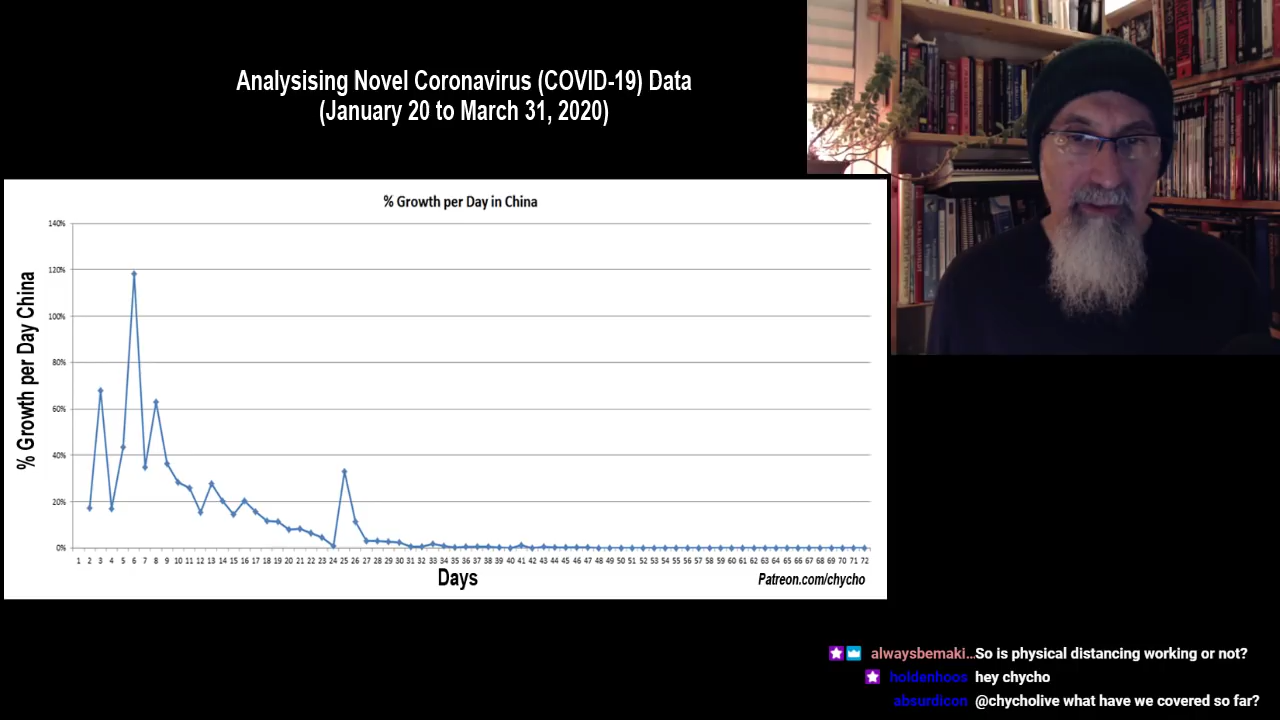 Analysising Novel Coronavirus (COVID-19) Data
(January 20 to March 31, 2020)
% Growth per Day in China
% Growth per Day China
140%
120%
100%
80%
60%
40%
20%
0%
1 2 3 4 5 6 7 8 9 10 11 12 13 14 15 16 17 18 19 20 21 22 23 24 25 26 27 28 29 30 31 32 33 34 35 36 37 38 39 40 41 42 43 44 45 46 47 48 49 50 51 52 53 54 55 56 57 58 59 60 61 62 63 64 65 66 67 68 69 70 71 72
Days
Patreon.com/chycho
alwaysbemaki... So is physical distancing working or not?
holdenhoos hey chycho
absurdicon @chycholive what have we covered so far?